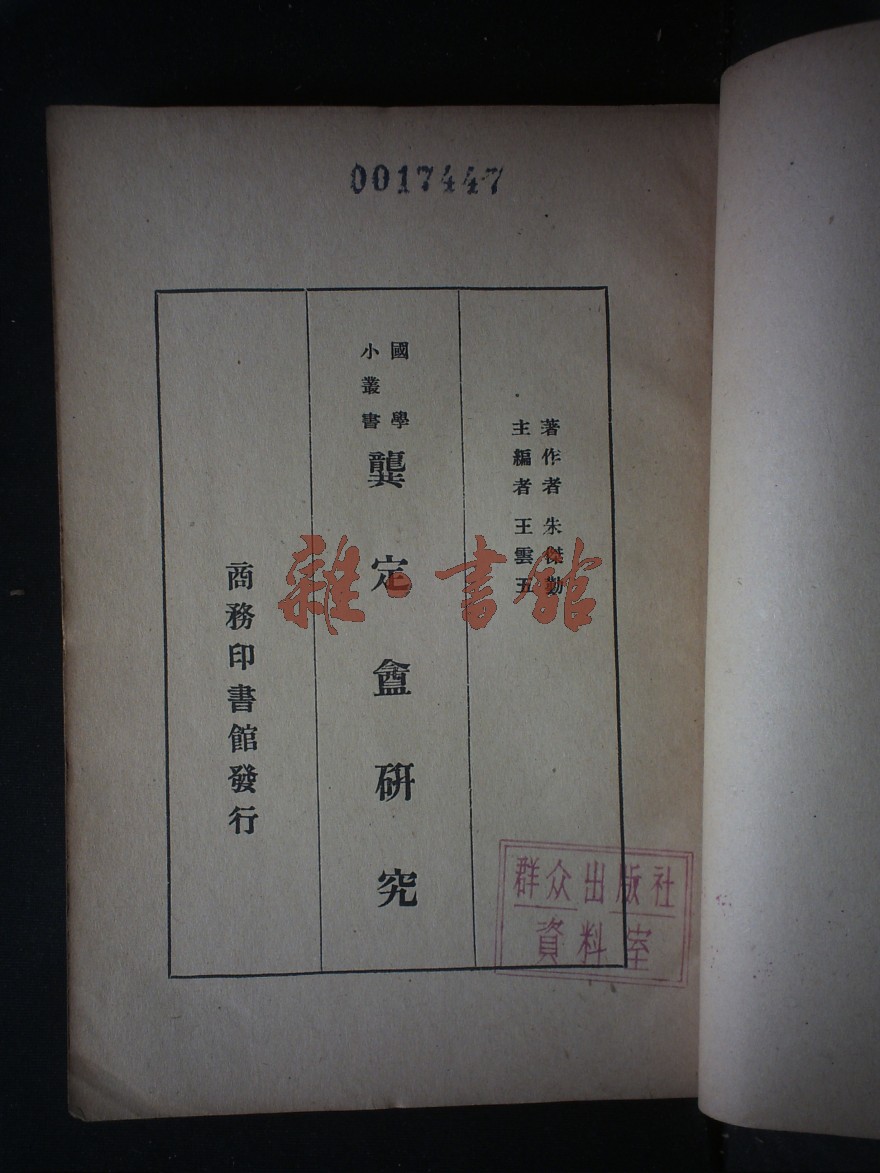 0017447
著作者 朱傑勤
主編者 王雲五
國學
小叢書
龔定盦研究
商務印書館發行
雜·書館
群众出版社
資料室